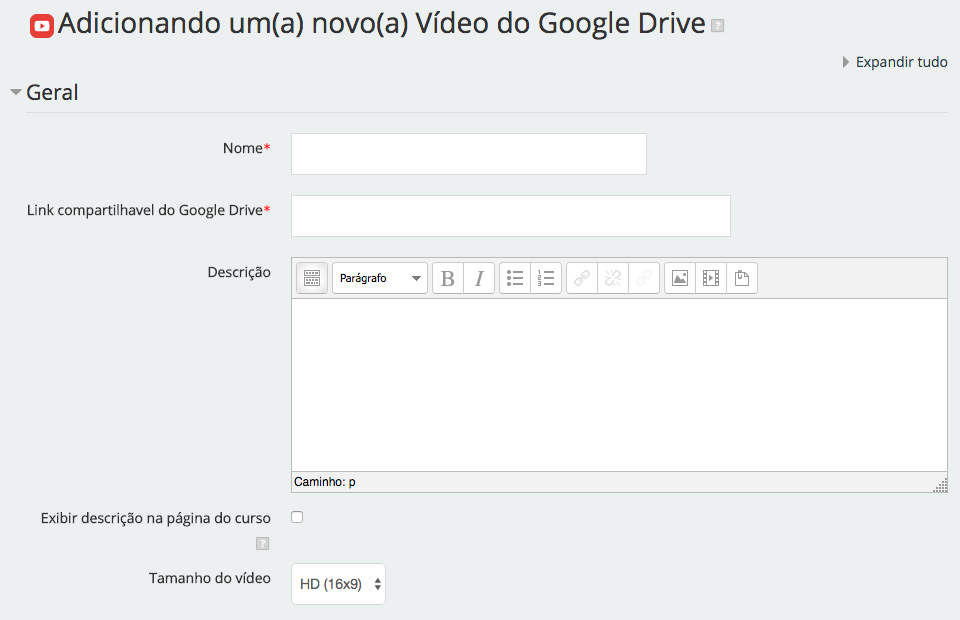 Adicionando um(a) novo(a) Vídeo do Google Drive ?
Expandir tudo
Geral
Nome*
Link compartilhavel do Google Drive*
Descrição
Parágrafo B I
Caminho: p
Exibir descrição na página do curso
?
Tamanho do vídeo
HD (16x9)